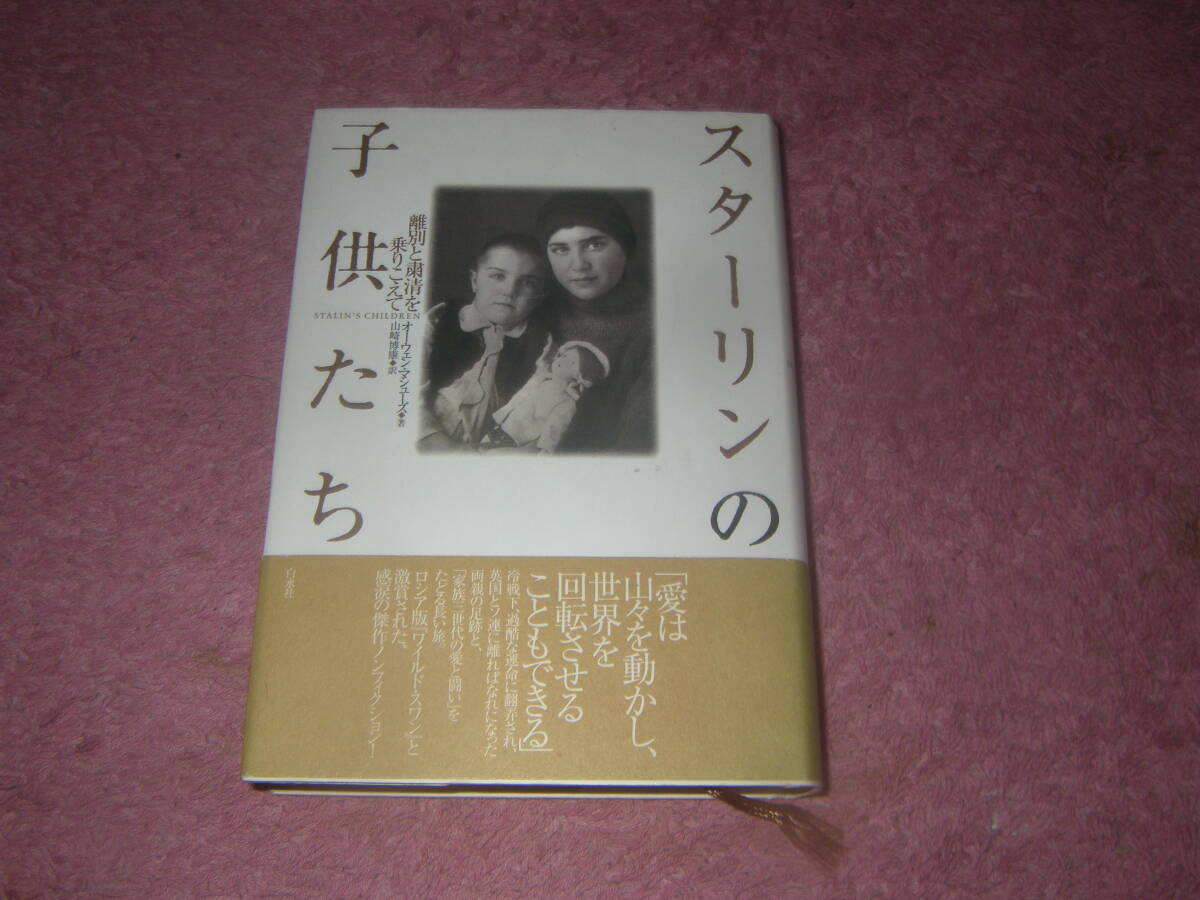 スターリンの
子供たち
離別と粛清を
乗りこえて
STALIN'S CHILDREN
オーウェン・マシューズ◆著
山崎博康◆訳
「愛は
山々を動かし、
世界を
回転させる
こともできる」
冷戦下、過酷な運命に翻弄され、
英国とソ連に離ればなれになった
両親の足跡と、
「家族三世代の愛と闘い」を
たどる長い旅。
ロシア版『ワイルド・スワン』と
激賞された、
感涙の傑作ノンフィクション！
白水社